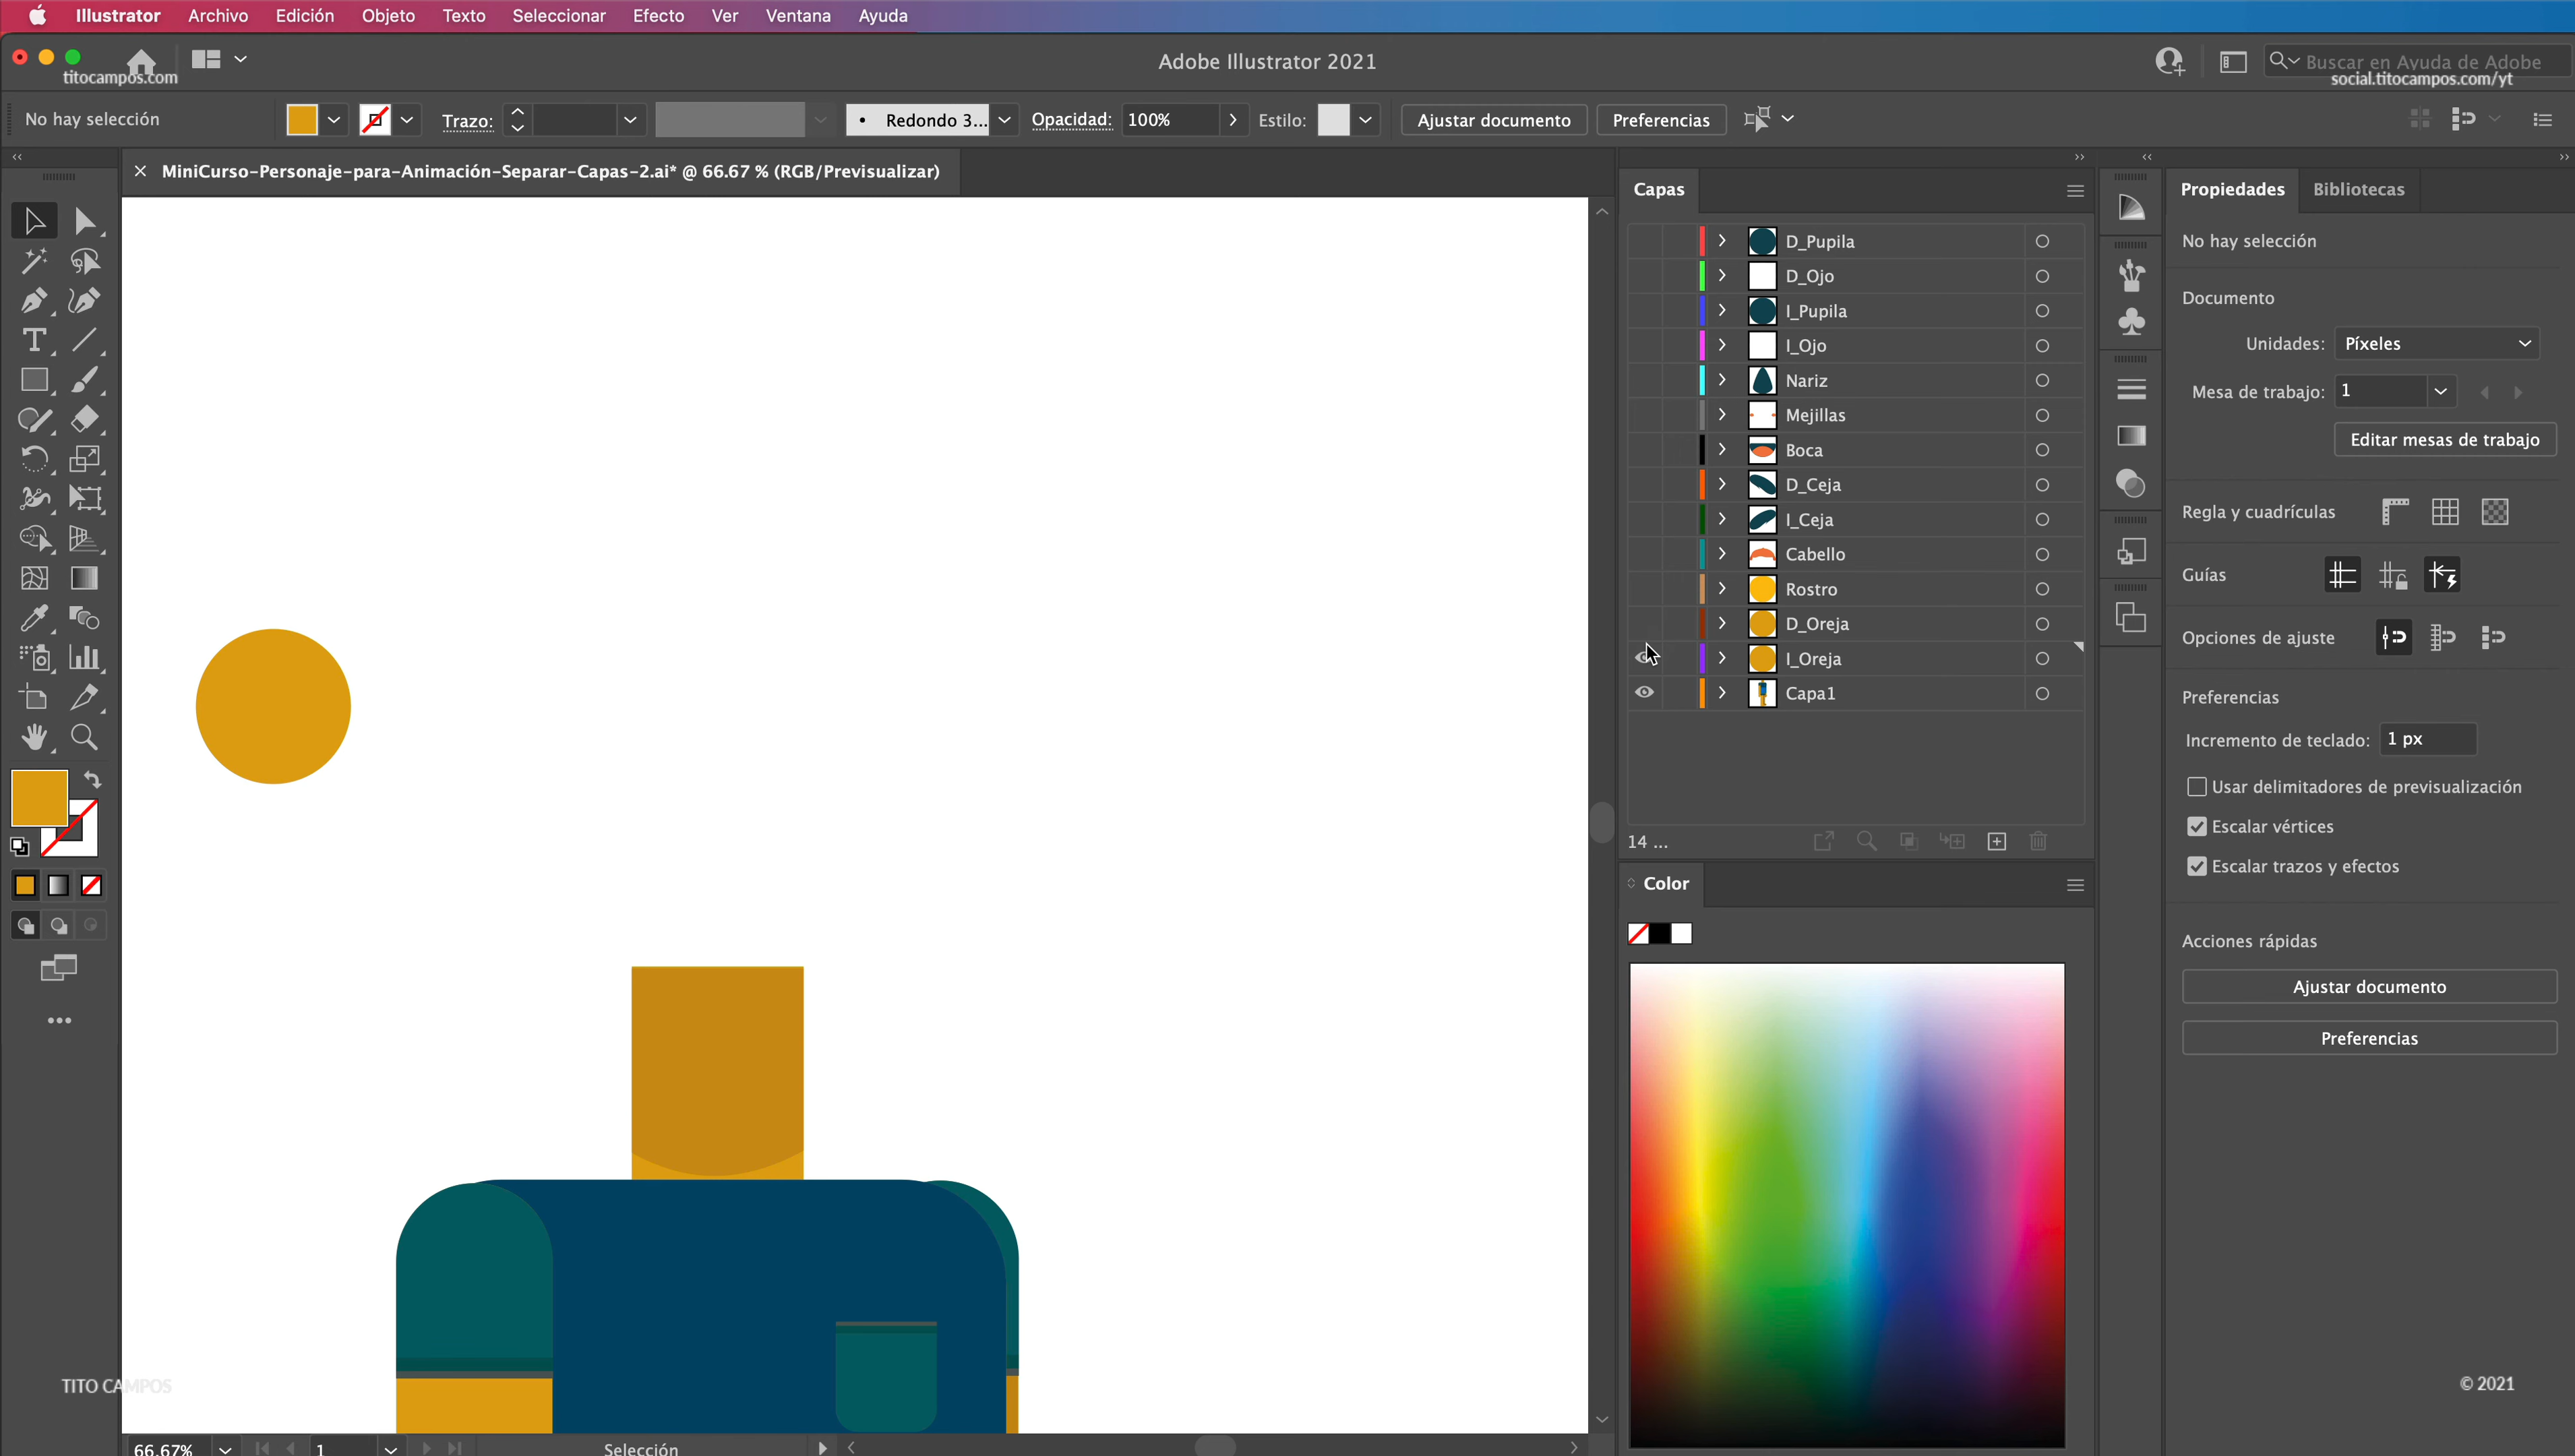 Illustrator Archivo Edición Objeto Texto Seleccionar Efecto Ver Ventana Ayuda
titocampos.com
Adobe Illustrator 2021
Buscar en Ayuda de Adobe
social.titocampos.com/yt
No hay selección
Trazo:
Redondo 3...
Opacidad: 100%
Estilo:
Ajustar documento
Preferencias
MiniCurso-Personaje-para-Animación-Separar-Capas-2.ai* @ 66.67 % (RGB/Previsualizar)
Capas
D_Pupila
D_Ojo
I_Pupila
I_Ojo
Nariz
Mejillas
Boca
D_Ceja
I_Ceja
Cabello
Rostro
D_Oreja
I_Oreja
Capa1
14 ...
Color
Propiedades Bibliotecas
No hay selección
Documento
Unidades: Píxeles
Mesa de trabajo: 1
Editar mesas de trabajo
Regla y cuadrículas
Guías
Opciones de ajuste
Preferencias
Incremento de teclado: 1 px
Usar delimitadores de previsualización
Escalar vértices
Escalar trazos y efectos
Acciones rápidas
Ajustar documento
Preferencias
TITO CAMPOS
© 2021
66.67% 1 Selección